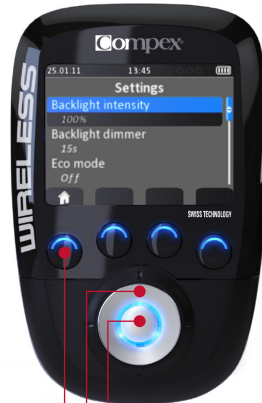 Compex
25.01.11 13:45
Settings
Backlight intensity
100%
Backlight dimmer
15s
Eco mode
Off
WIRELESS
SWISS TECHNOLOGY